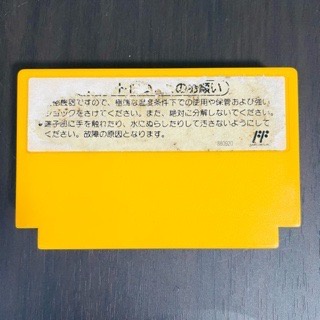 の お願い
精密機器ですので、極端な温度条件下での使用や保管および強い
ショックをさけてください。また、絶対に分解しないでください。
●端子部に手を触れたり、水にぬらしたりして汚さないようにして
ください。故障の原因となります。
FF